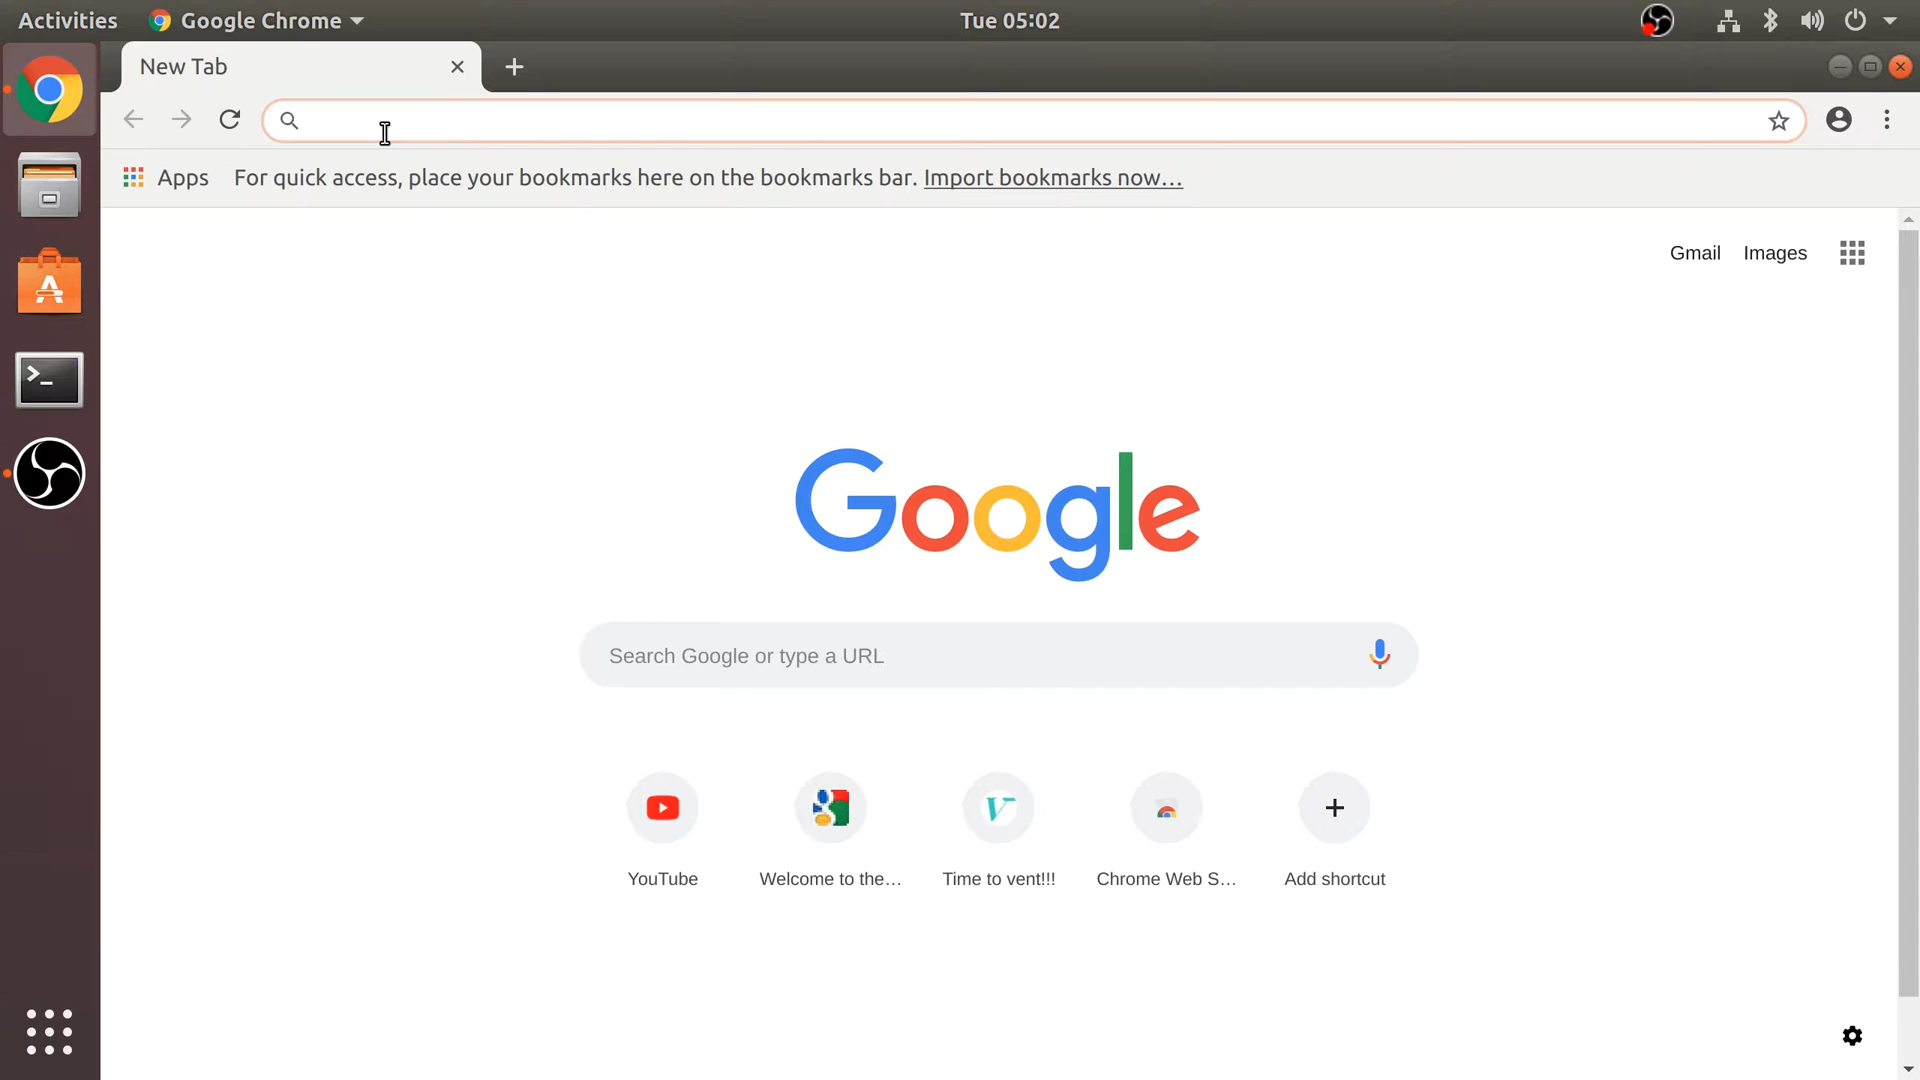 Activities
Google Chrome
Tue 05:02
New Tab
Apps
For quick access, place your bookmarks here on the bookmarks bar. Import bookmarks now...
Gmail
Images
Google
Search Google or type a URL
YouTube
Welcome to the...
Time to vent!!!
Chrome Web S...
Add shortcut